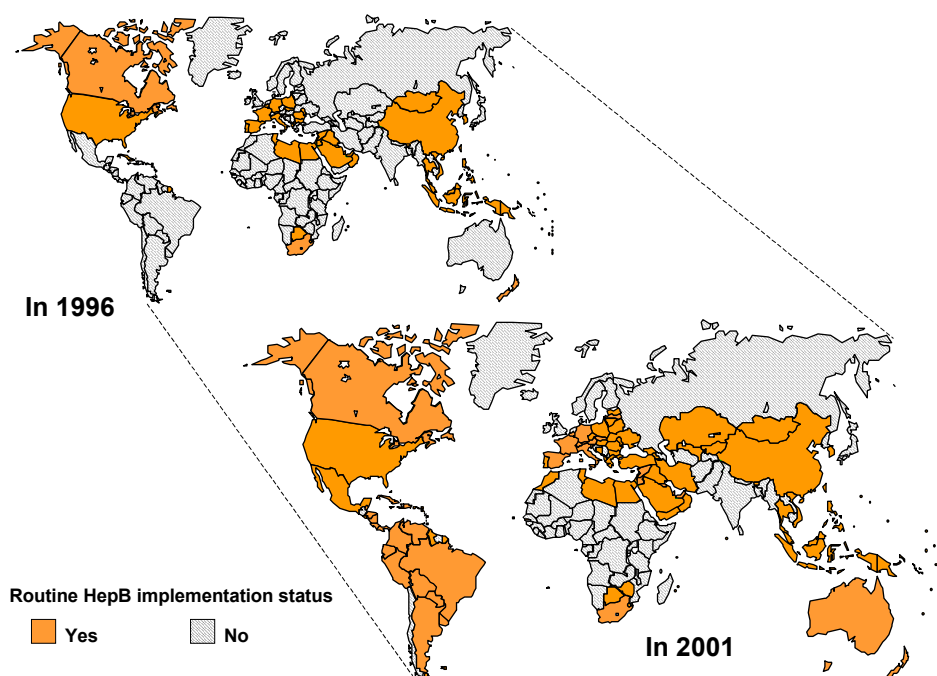 In 1996
Routine HepB implementation status
Yes
No
In 2001